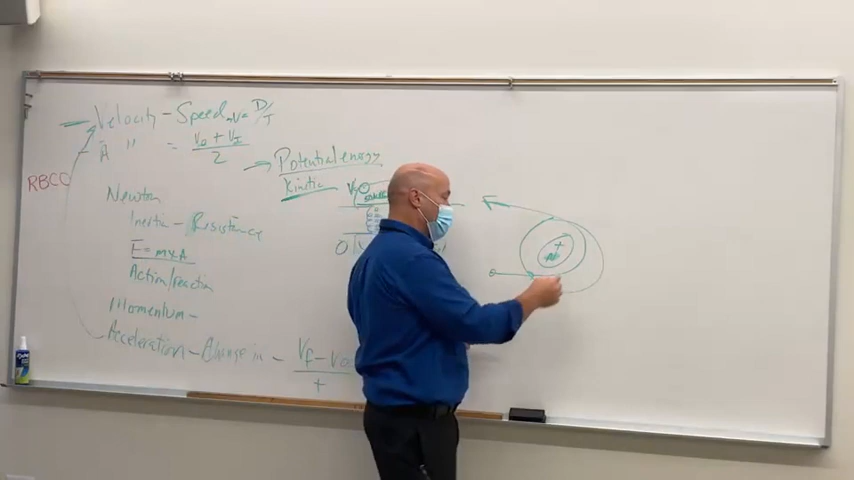 Velocity - Speed V= D/T
A " = V0 + VI / 2
RBCC
Potential energy
Kinetic
Newton
Inertia - Resistance
F = m x A
Action/reaction
Momentum -
Acceleration - Change in - Vf - Vo / t